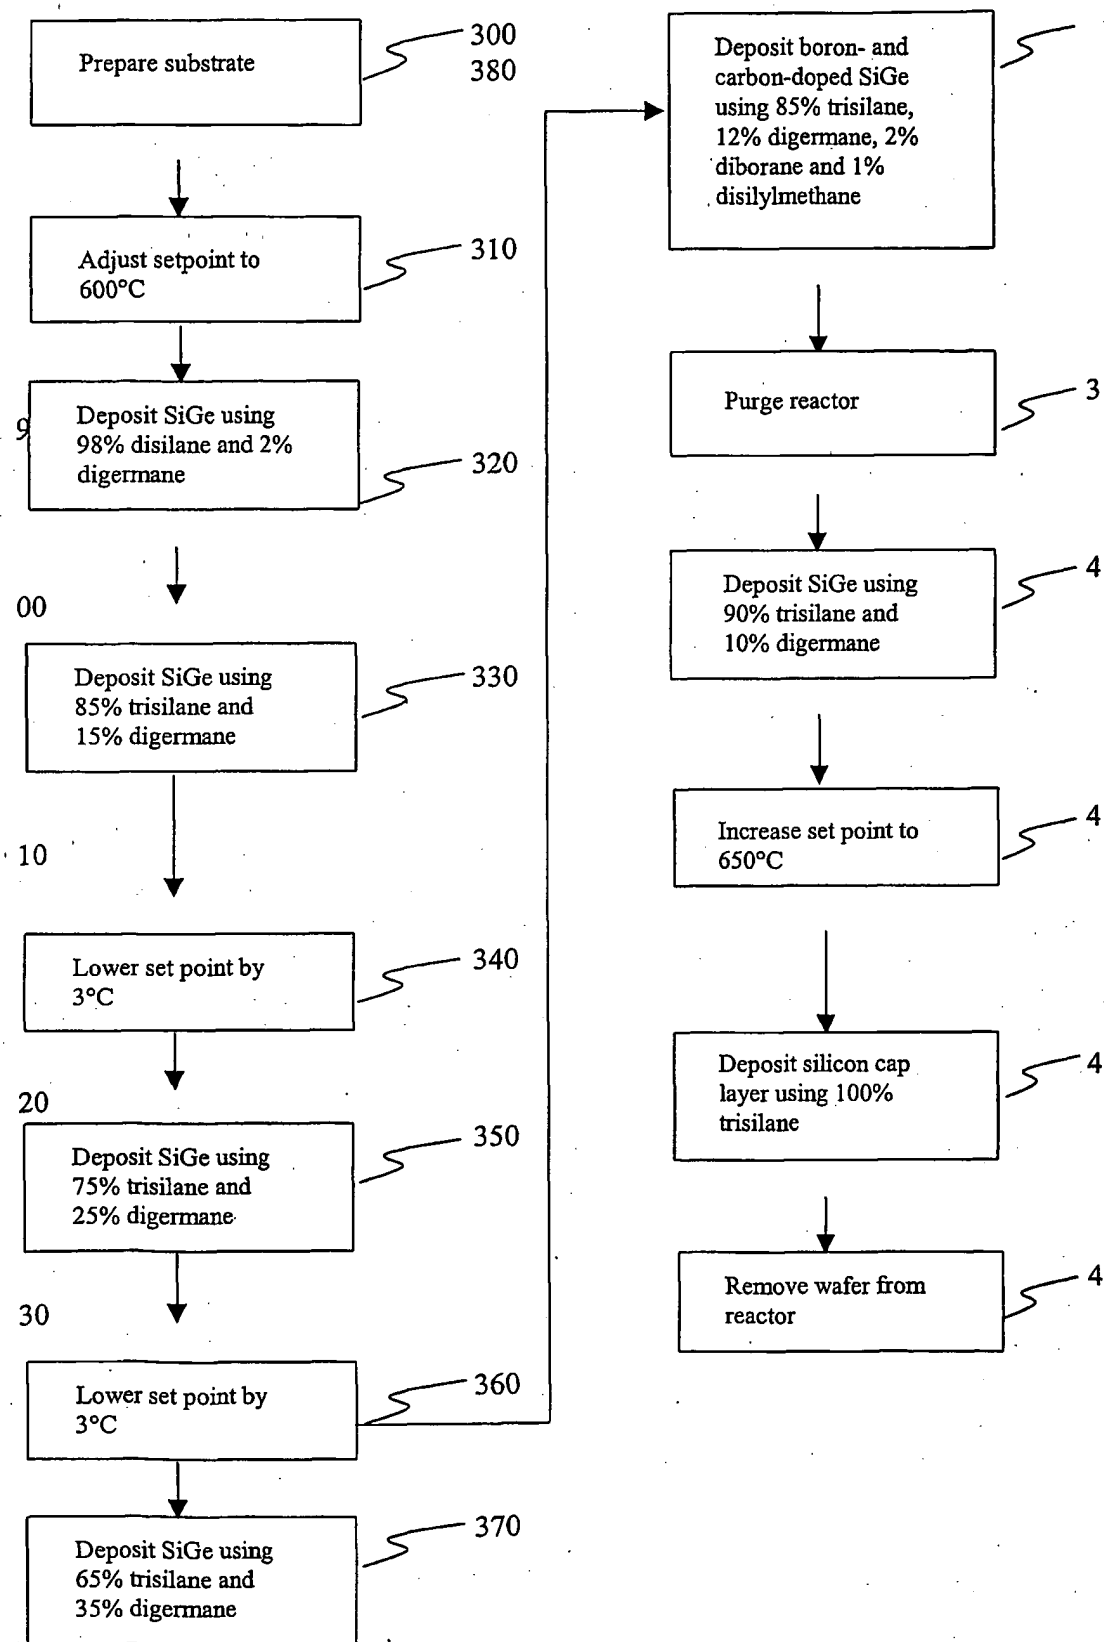 Prepare substrate
300
380
Adjust setpoint to
600°C
310
9
Deposit SiGe using
98% disilane and 2%
digermane
320
00
Deposit SiGe using
85% trisilane and
15% digermane
330
10
Lower set point by
3°C
340
20
Deposit SiGe using
75% trisilane and
25% digermane
350
30
Lower set point by
3°C
360
Deposit SiGe using
65% trisilane and
35% digermane
370
Deposit boron- and
carbon-doped SiGe
using 85% trisilane,
12% digermane, 2%
diborane and 1%
disilylmethane
Purge reactor
3
Deposit SiGe using
90% trisilane and
10% digermane
4
Increase set point to
650°C
4
Deposit silicon cap
layer using 100%
trisilane
4
Remove wafer from
reactor
4